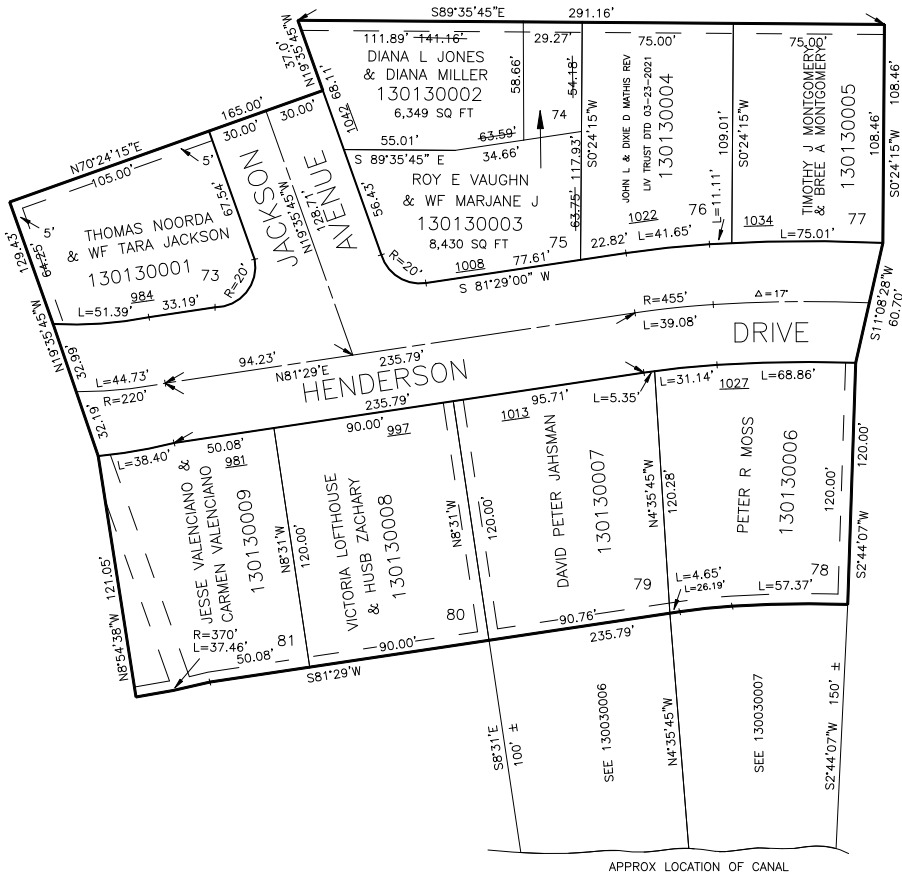 S89°35'45"E 291.16'
N19°35'45"W
37.0'
68.11'
111.89' 141.16'
29.27'
75.00'
75.00'
DIANA L JONES
& DIANA MILLER
130130002
6,349 SQ FT
1042
58.66'
54.18'
74
S0°24'15"W
117.93'
63.75'
JOHN L & DIXIE D MATHIS REV
LIV TRUST DTD 03-23-2021
130130004
1022
76
109.01'
L=11.11'
S0°24'15"W
TIMOTHY J MONTGOMERY
& BREE A MONTGOMERY
130130005
1034
77
108.46'
108.46'
S0°24'15"W
165.00'
30.00'
30.00'
N70°24'15"E
105.00'
5'
5'
55.01'
63.59'
S 89°35'45" E
34.66'
ROY E VAUGHN
& WF MARJANE J
130130003
8,430 SQ FT
75
1008
77.61'
S 81°29'00" W
22.82'
L=41.65'
L=75.01'
56.43'
R=20'
JACKSON
AVENUE
N19°35'45"W
128.71'
67.54'
R=20'
129.43'
64.25'
THOMAS NOORDA
& WF TARA JACKSON
130130001
73
984
L=51.39'
33.19'
N19°35'45"W
32.99'
32.19'
R=455'
Δ=17°
L=39.08'
S11°08'28"W
60.70'
DRIVE
HENDERSON
94.23'
N81°29'E
235.79'
L=44.73'
R=220'
235.79'
L=38.40'
50.08'
981
90.00'
997
1013
95.71'
L=5.35'
L=31.14'
1027
L=68.86'
JESSE VALENCIANO &
CARMEN VALENCIANO
130130009
81
R=370'
L=37.46'
50.08'
N8°54'38"W 121.05'
N8°31'W
120.00'
VICTORIA LOFTHOUSE
& HUSB ZACHARY
130130008
80
90.00'
S81°29'W
N8°31'W
120.00'
DAVID PETER JAHSMAN
130130007
79
90.76'
235.79'
N4°35'45"W
120.28'
PETER R MOSS
130130006
78
L=4.65'
L=26.19'
L=57.37'
120.00'
120.00'
S2°44'07"W
S8°31'E
100' ±
SEE 130030006
N4°35'45"W
SEE 130030007
S2°44'07"W 150' ±
APPROX LOCATION OF CANAL